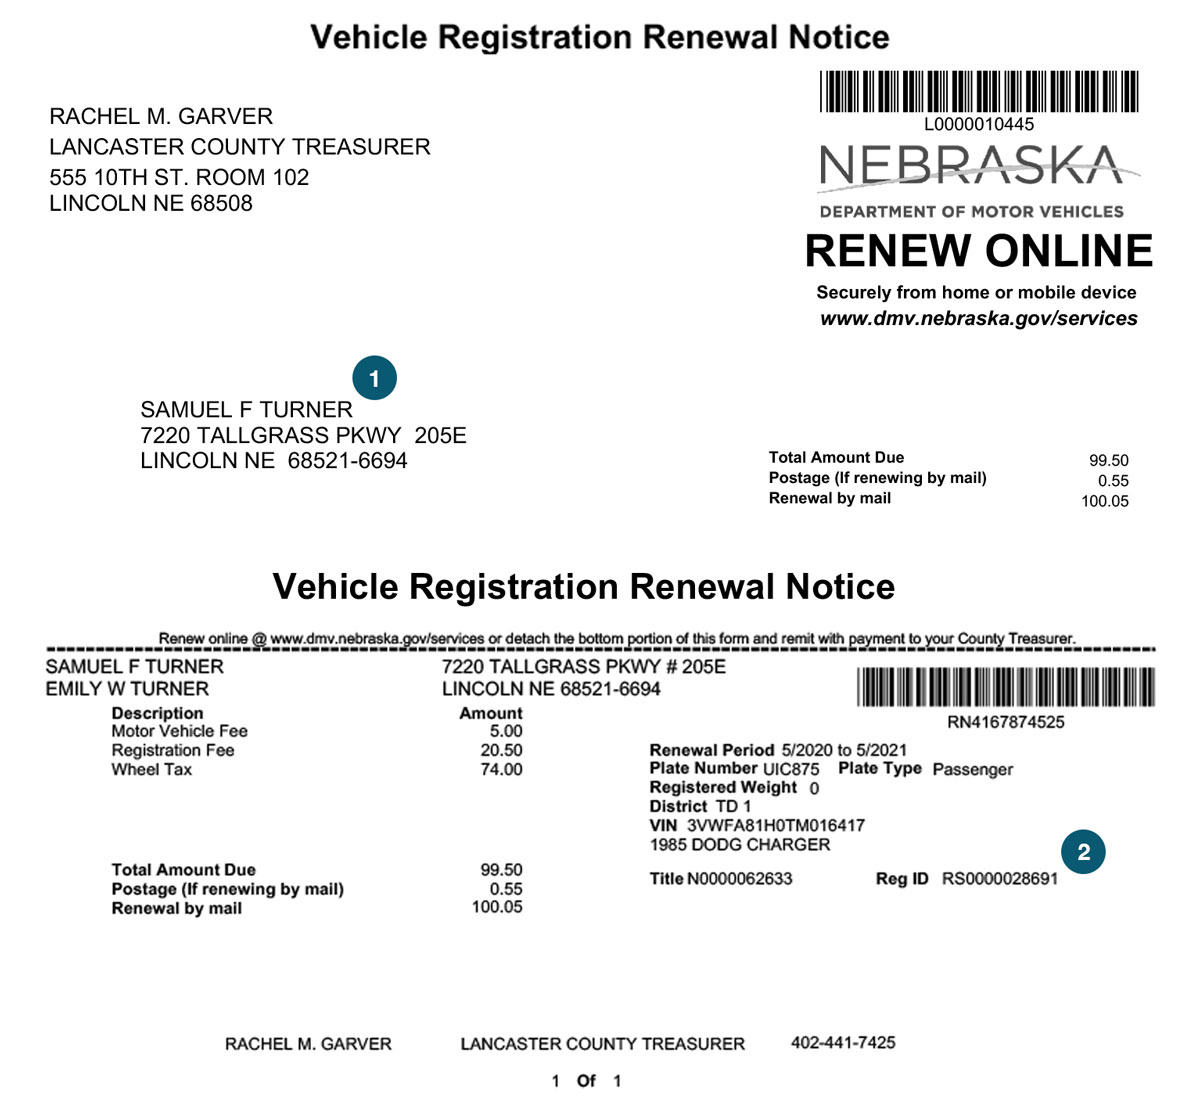 Vehicle Registration Renewal Notice
RACHEL M. GARVER
LANCASTER COUNTY TREASURER
555 10TH ST. ROOM 102
LINCOLN NE 68508
L0000010445
NEBRASKA
DEPARTMENT OF MOTOR VEHICLES
RENEW ONLINE
Securely from home or mobile device
www.dmv.nebraska.gov/services
1
SAMUEL F TURNER
7220 TALLGRASS PKWY 205E
LINCOLN NE 68521-6694
Total Amount Due 99.50
Postage (If renewing by mail) 0.55
Renewal by mail 100.05
Vehicle Registration Renewal Notice
Renew online @ www.dmv.nebraska.gov/services or detach the bottom portion of this form and remit with payment to your County Treasurer.
SAMUEL F TURNER 7220 TALLGRASS PKWY # 205E
EMILY W TURNER LINCOLN NE 68521-6694
Description Amount
Motor Vehicle Fee 5.00
Registration Fee 20.50
Wheel Tax 74.00
Total Amount Due 99.50
Postage (If renewing by mail) 0.55
Renewal by mail 100.05
RN4167874525
Renewal Period 5/2020 to 5/2021
Plate Number UIC875 Plate Type Passenger
Registered Weight 0
District TD 1
VIN 3VWFA81H0TM016417
1985 DODG CHARGER
2
Title N0000062633 Reg ID RS0000028691
RACHEL M. GARVER LANCASTER COUNTY TREASURER 402-441-7425
1 Of 1